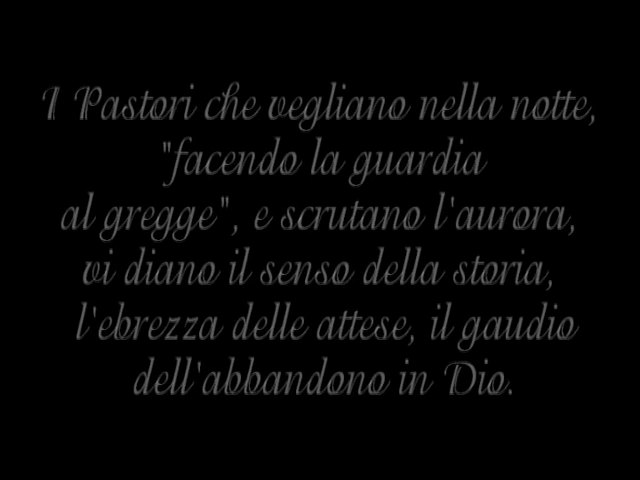 I Pastori che vegliano nella notte,
"facendo la guardia
al gregge", e scrutano l'aurora,
vi diano il senso della storia,
l'ebrezza delle attese, il gaudio
dell'abbandono in Dio.